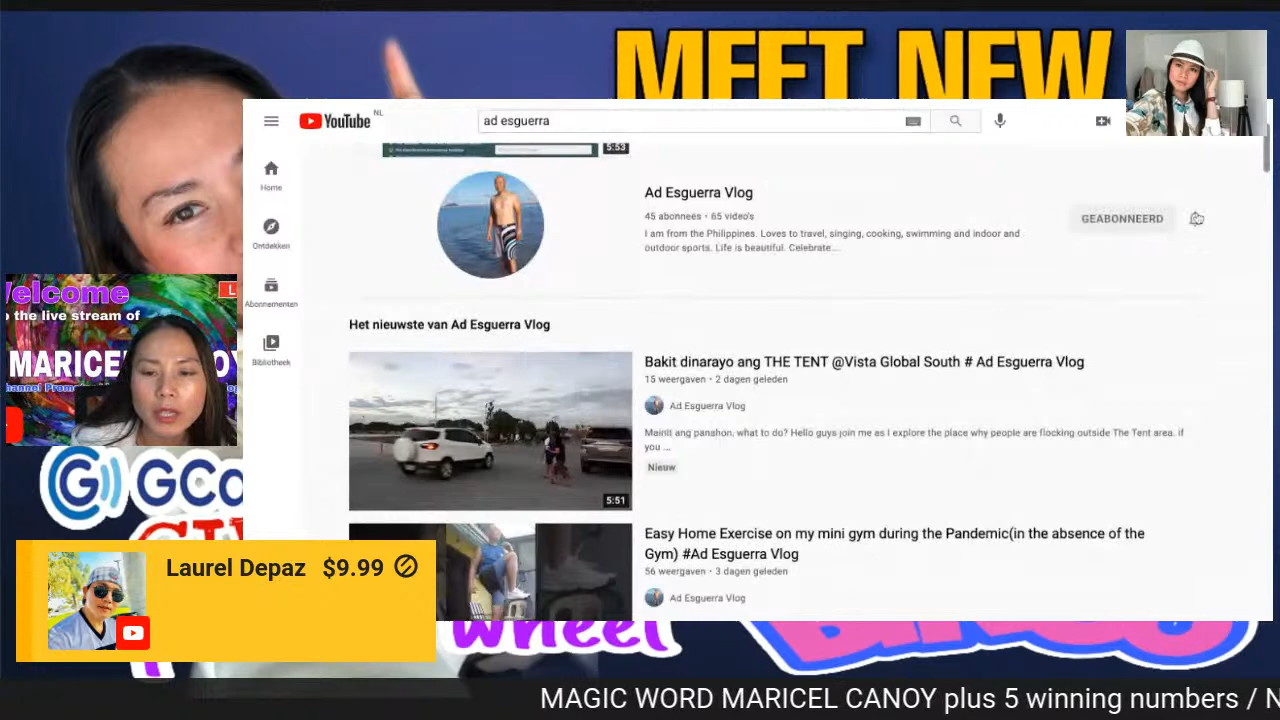 MEET NEW
YouTube NL
ad esguerra
5:53
Home
Ontdekken
Abonnementen
Bibliotheek
Ad Esguerra Vlog
45 abonnees • 65 video's
I am from the Philippines. Loves to travel, singing, cooking, swimming and indoor and
outdoor sports. Life is beautiful. Celebrate...
GEABONNEERD
Het nieuwste van Ad Esguerra Vlog
Bakit dinarayo ang THE TENT @Vista Global South # Ad Esguerra Vlog
15 weergaven • 2 dagen geleden
Ad Esguerra Vlog
Mainit ang panahon, what to do? Hello guys join me as I explore the place why people are flocking outside The Tent area. if
you ...
Nieuw
5:51
Easy Home Exercise on my mini gym during the Pandemic(in the absence of the
Gym) #Ad Esguerra Vlog
56 weergaven • 3 dagen geleden
Ad Esguerra Vlog
Welcome
the live stream of
MARICE
GCa
Laurel Depaz $9.99
wheel
MAGIC WORD MARICEL CANOY plus 5 winning numbers / N